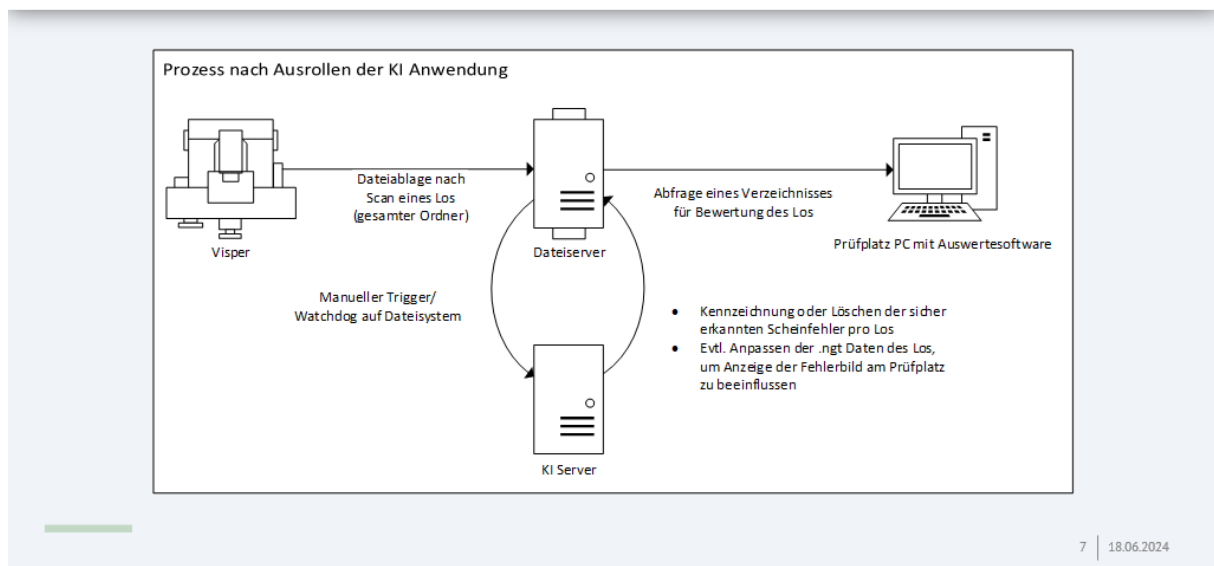 Prozess nach Ausrollen der KI Anwendung
Dateiablage nach
Scan eines Los
(gesamter Ordner)
Abfrage eines Verzeichnisses
für Bewertung des Los
Visper
Dateiserver
Prüfplatz PC mit Auswertesoftware
Manueller Trigger/
Watchdog auf Dateisystem
• Kennzeichnung oder Löschen der sicher
erkannten Scheinfehler pro Los
• Evtl. Anpassen der .ngt Daten des Los,
um Anzeige der Fehlerbild am Prüfplatz
zu beeinflussen
KI Server
7 | 18.06.2024